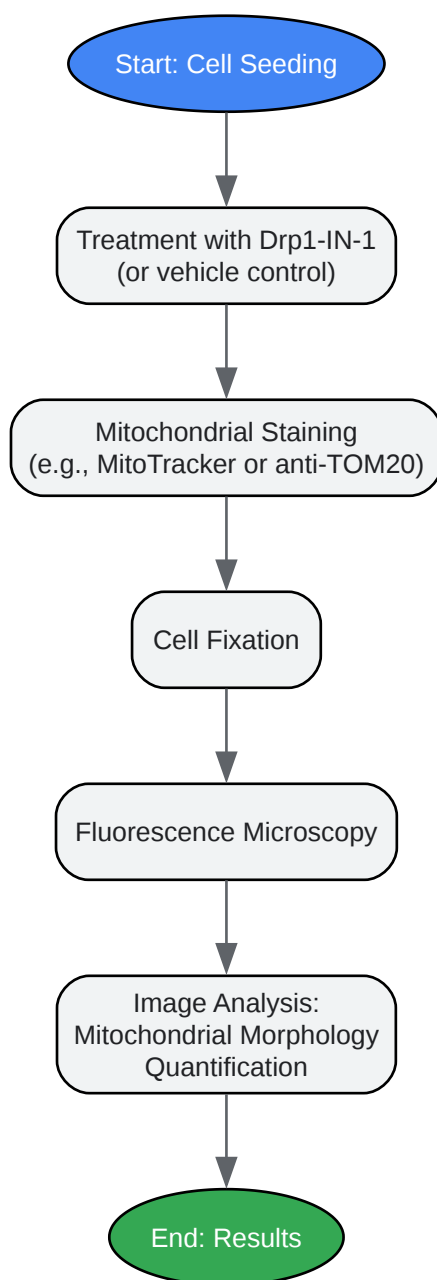 Start: Cell Seeding
Treatment with Drp1-IN-1
(or vehicle control)
Mitochondrial Staining
(e.g., MitoTracker or anti-TOM20)
Cell Fixation
Fluorescence Microscopy
Image Analysis:
Mitochondrial Morphology
Quantification
End: Results